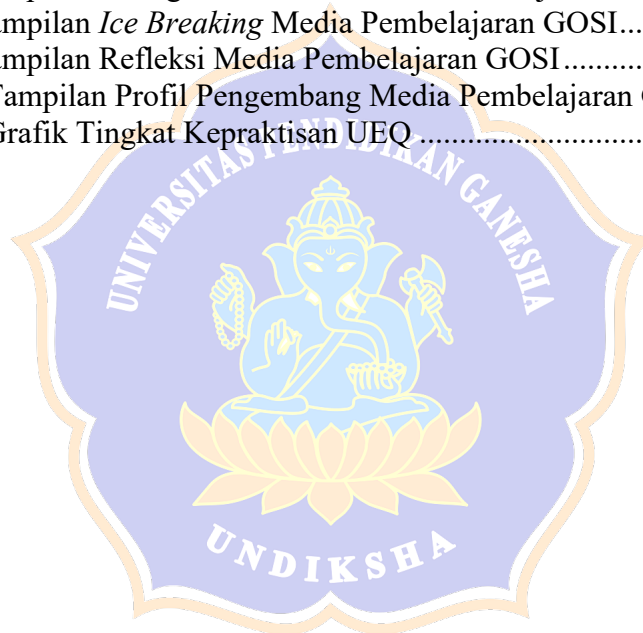 ampilan Ice Breaking Media Pembelajaran GOSI...
ampilan Refleksi Media Pembelajaran GOSI...........
Tampilan Profil Pengembang Media Pembelajaran
Grafik Tingkat Kepraktisan UEQ ..........................
UNIVERSITAS PENDIDIKAN GANESHA
UNDIKSHA